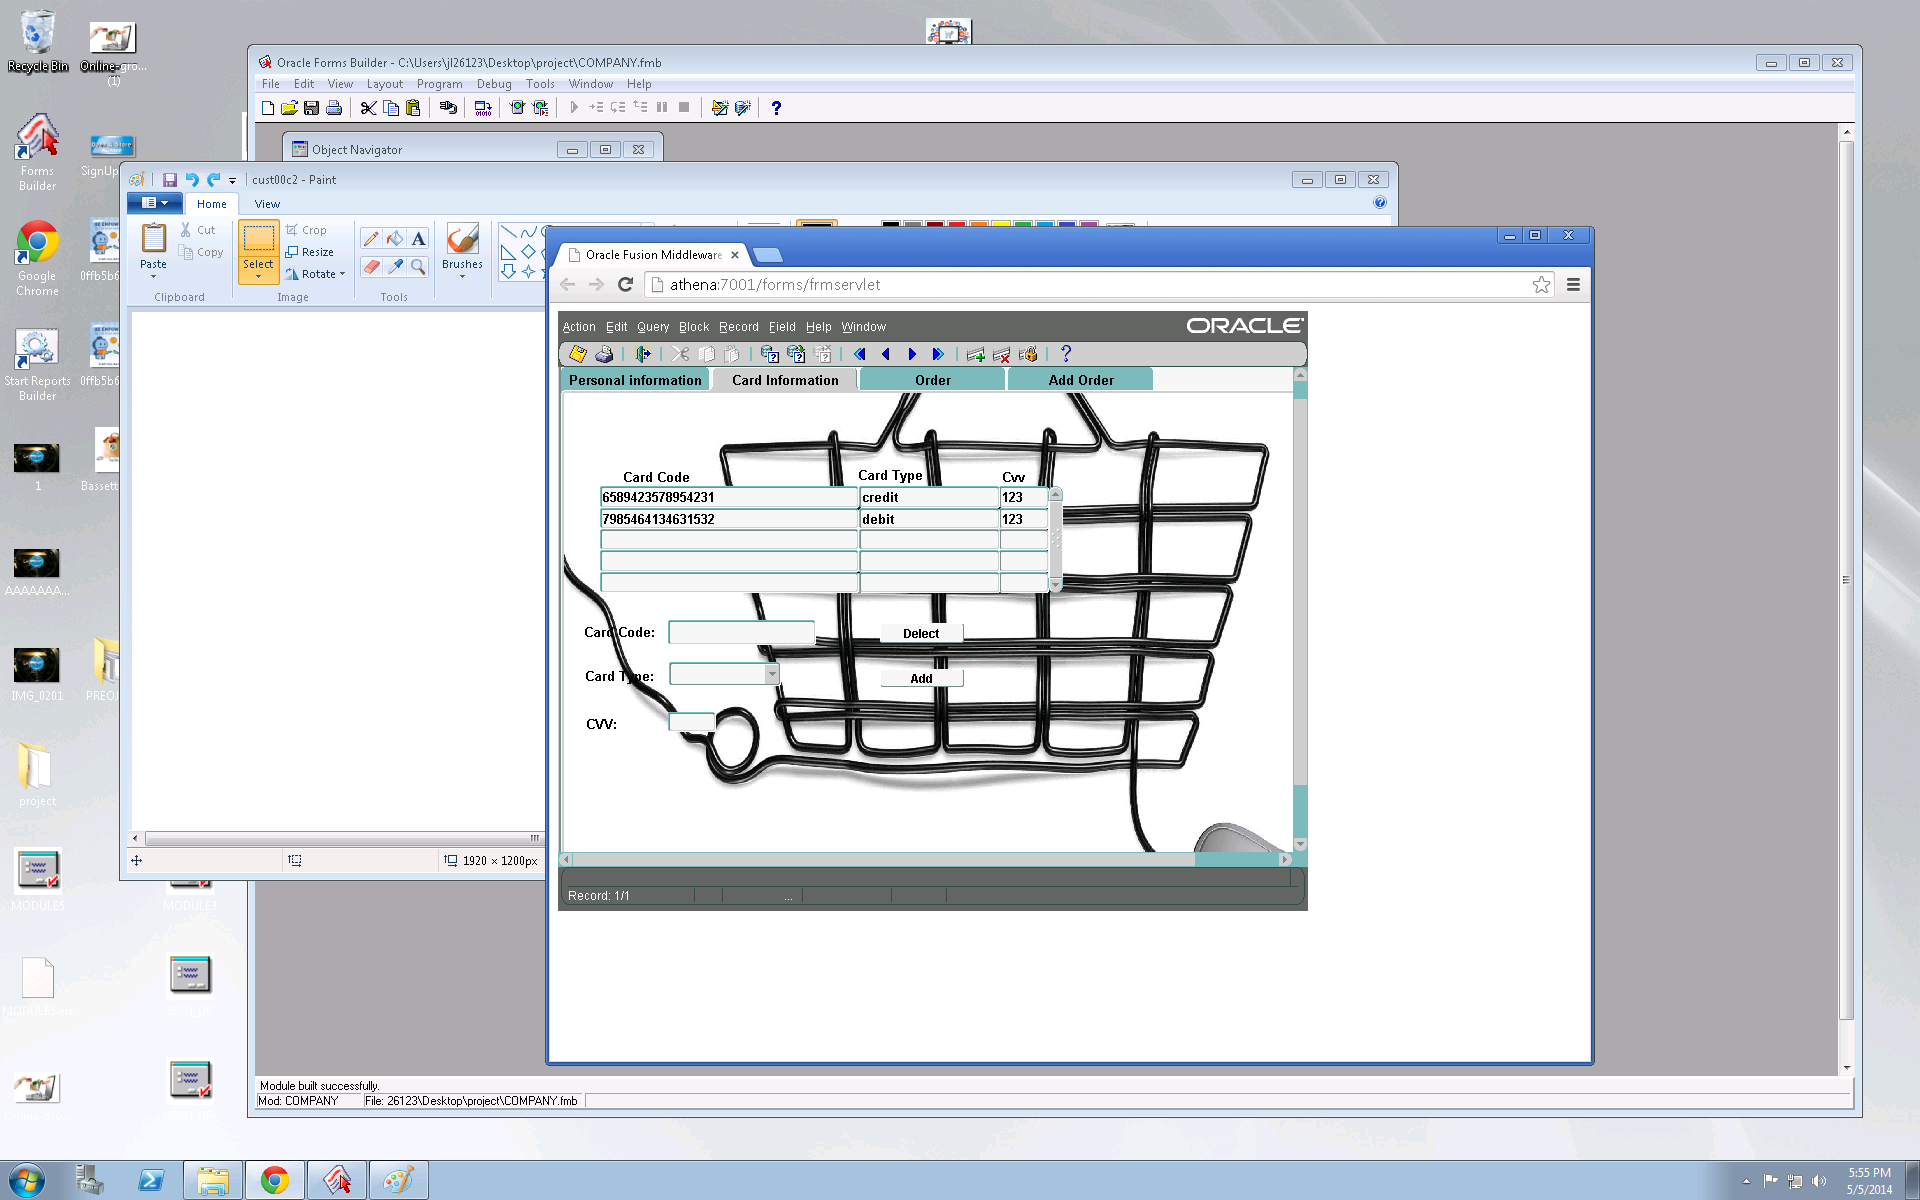 Recycle Bin
Online-gro...
(1)
Forms
Builder
SignUp
Google
Chrome
0ffb5b6
Start Reports
Builder
0ffb5b6
1
Bassett
AAAAAAA...
IMG_0201
PREOJ
project
MODULE5
MODULE3
Oracle Forms Builder - C:\Users\jl26123\Desktop\project\COMPANY.fmb
File Edit View Layout Program Debug Tools Window Help
Object Navigator
cust00c2 - Paint
Home View
Paste
Cut
Copy
Clipboard
Select
Crop
Resize
Rotate
Image
Tools
Brushes
1920 × 1200px
Oracle Fusion Middleware
athena:7001/forms/frmservlet
Action Edit Query Block Record Field Help Window
ORACLE
Personal information Card Information Order Add Order
Card Code Card Type Cvv
6589423578954231 credit 123
7985464134631532 debit 123
Card Code: Delect
Card Type: Add
CVV:
Record: 1/1 ...
Module built successfully.
Mod: COMPANY File: 26123\Desktop\project\COMPANY.fmb
5:55 PM
5/5/2014